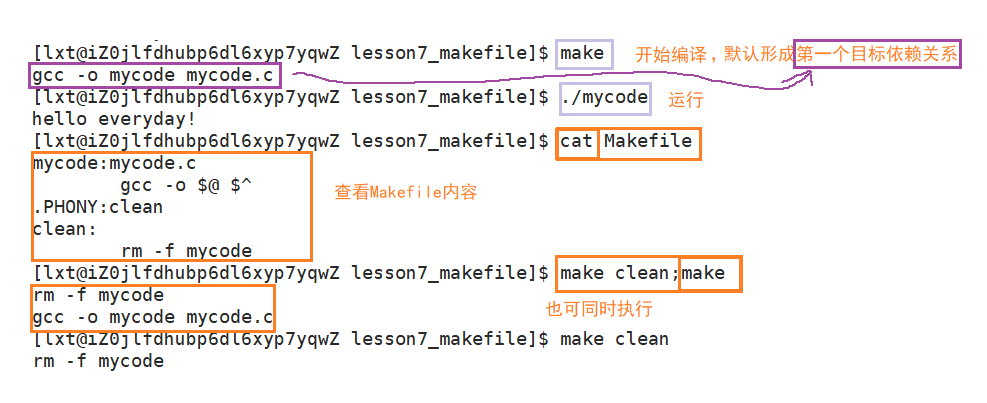 [lxt@iZ0jlfdhubp6dl6xyp7yqwZ lesson7_makefile]$ make 开始编译，默认形成第一个目标依赖关系
gcc -o mycode mycode.c
[lxt@iZ0jlfdhubp6dl6xyp7yqwZ lesson7_makefile]$ ./mycode 运行
hello everyday!
[lxt@iZ0jlfdhubp6dl6xyp7yqwZ lesson7_makefile]$ cat Makefile
mycode:mycode.c
        gcc -o $@ $^
查看Makefile内容
.PHONY:clean
clean:
        rm -f mycode
[lxt@iZ0jlfdhubp6dl6xyp7yqwZ lesson7_makefile]$ make clean;make
rm -f mycode
也可同时执行
gcc -o mycode mycode.c
[lxt@iZ0jlfdhubp6dl6xyp7yqwZ lesson7_makefile]$ make clean
rm -f mycode